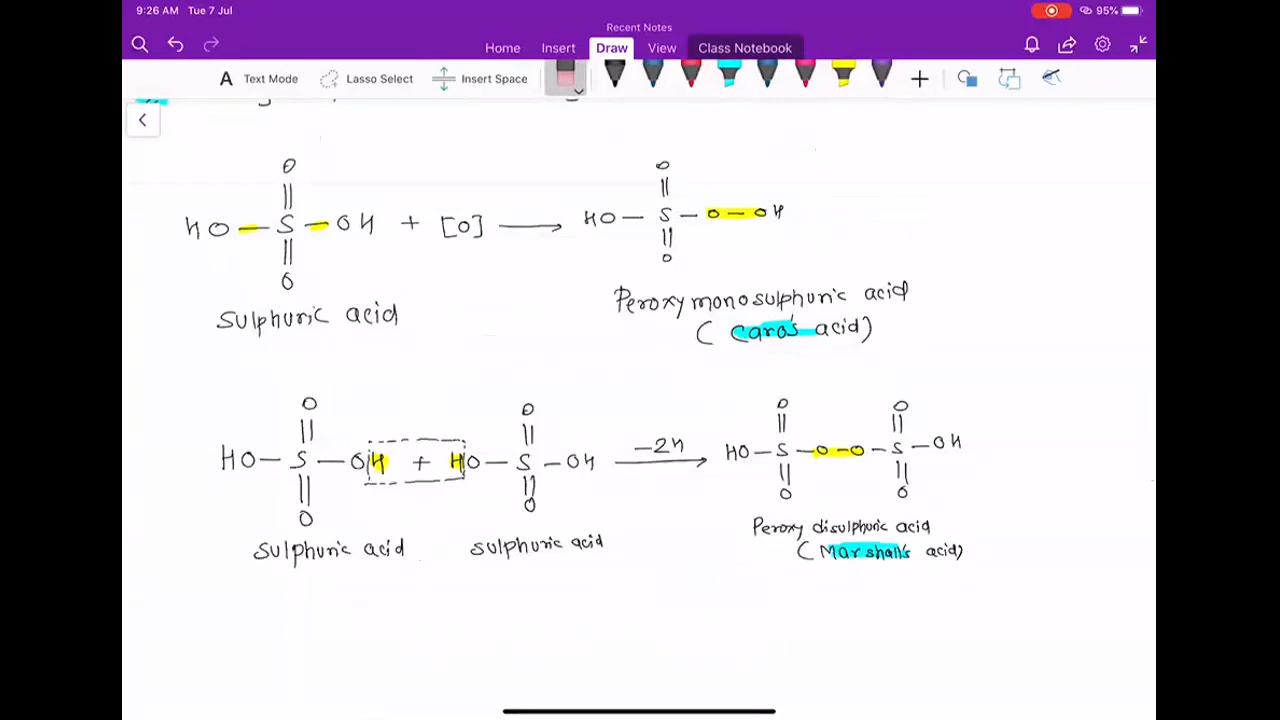 9:26 AM Tue 7 Jul
95%
Recent Notes
Home Insert Draw View Class Notebook
A Text Mode Lasso Select Insert Space
O O
HO — S — OH + [O] ⟶ HO — S — O — OH
O O
Sulphuric acid
Peroxymonosulphuric acid
(Caro's acid)
O O O O
HO — S — OH + HO — S — OH —2H⟶ HO — S — O — O — S — OH
O O O O
Sulphuric acid sulphuric acid
Peroxy disulphuric acid
(Marshall's acid)